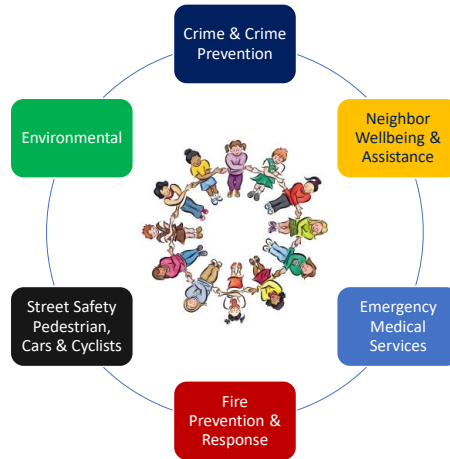 Crime & Crime
Prevention
Neighbor
Wellbeing &
Assistance
Emergency
Medical
Services
Fire
Prevention &
Response
Street Safety
Pedestrian,
Cars & Cyclists
Environmental